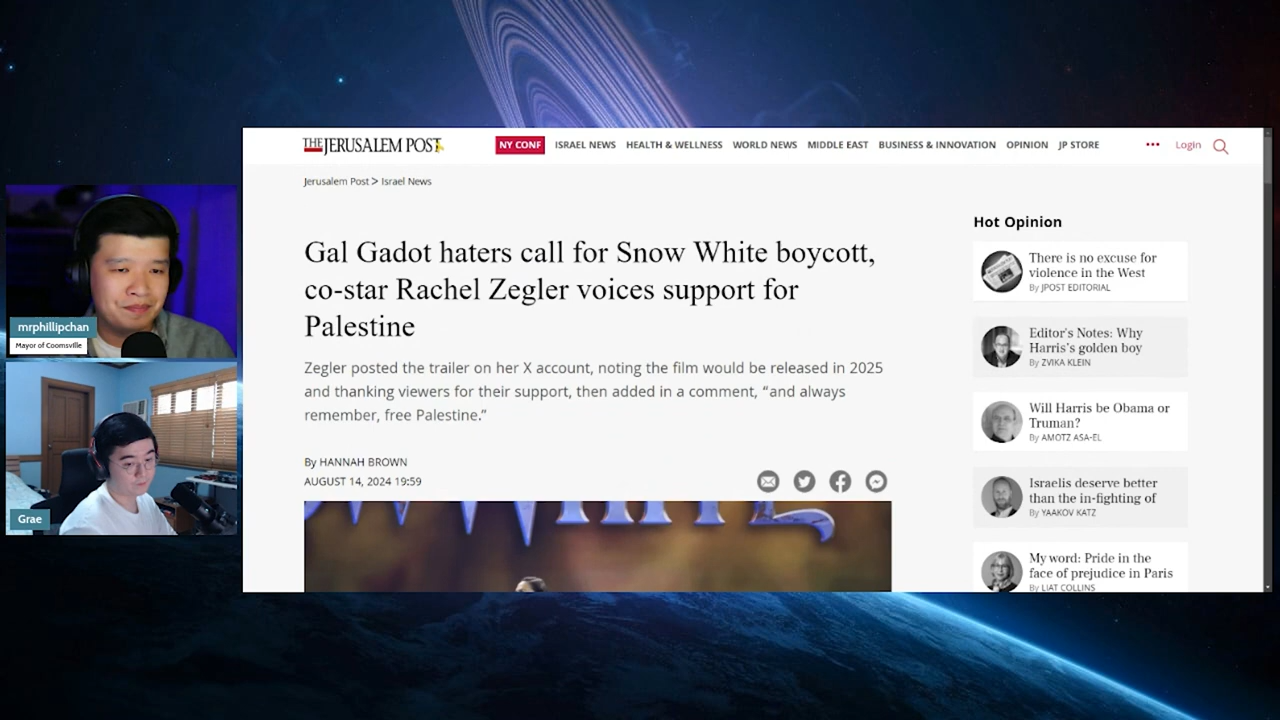 THE JERUSALEM POST
NY CONF ISRAEL NEWS HEALTH & WELLNESS WORLD NEWS MIDDLE EAST BUSINESS & INNOVATION OPINION JP STORE ••• Login
Jerusalem Post > Israel News
Gal Gadot haters call for Snow White boycott,
co-star Rachel Zegler voices support for
Palestine
Zegler posted the trailer on her X account, noting the film would be released in 2025
and thanking viewers for their support, then added in a comment, “and always
remember, free Palestine.”
By HANNAH BROWN
AUGUST 14, 2024 19:59
WHITE
Hot Opinion
There is no excuse for
violence in the West
By JPOST EDITORIAL
Editor's Notes: Why
Harris's golden boy
By ZVIKA KLEIN
Will Harris be Obama or
Truman?
By AMOTZ ASA-EL
Israelis deserve better
than the in-fighting of
By YAAKOV KATZ
My word: Pride in the
face of prejudice in Paris
By LIAT COLLINS
mrphillipchan
Mayor of Coomsville
Grae